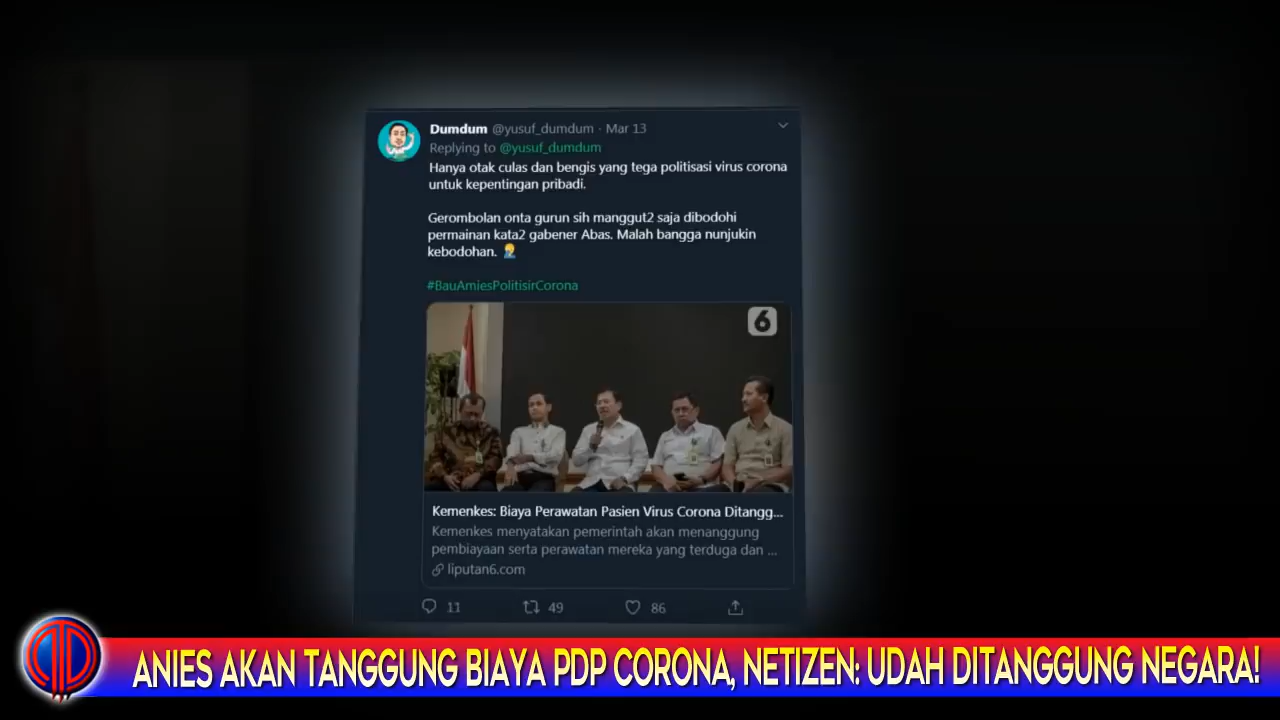 Dumdum @yusuf_dumdum · Mar 13
Replying to @yusuf_dumdum
Hanya otak culas dan bengis yang tega politisasi virus corona
untuk kepentingan pribadi.
Gerombolan onta gurun sih manggut2 saja dibodohi
permainan kata2 gabener Abas. Malah bangga nunjukin
kebodohan.
#BauAmiesPolitisirCorona
6
Kemenkes: Biaya Perawatan Pasien Virus Corona Ditangg...
Kemenkes menyatakan pemerintah akan menanggung
pembiayaan serta perawatan mereka yang terduga dan ...
liputan6.com
11 49 86
ANIES AKAN TANGGUNG BIAYA PDP CORONA, NETIZEN: UDAH DITANGGUNG NEGARA!